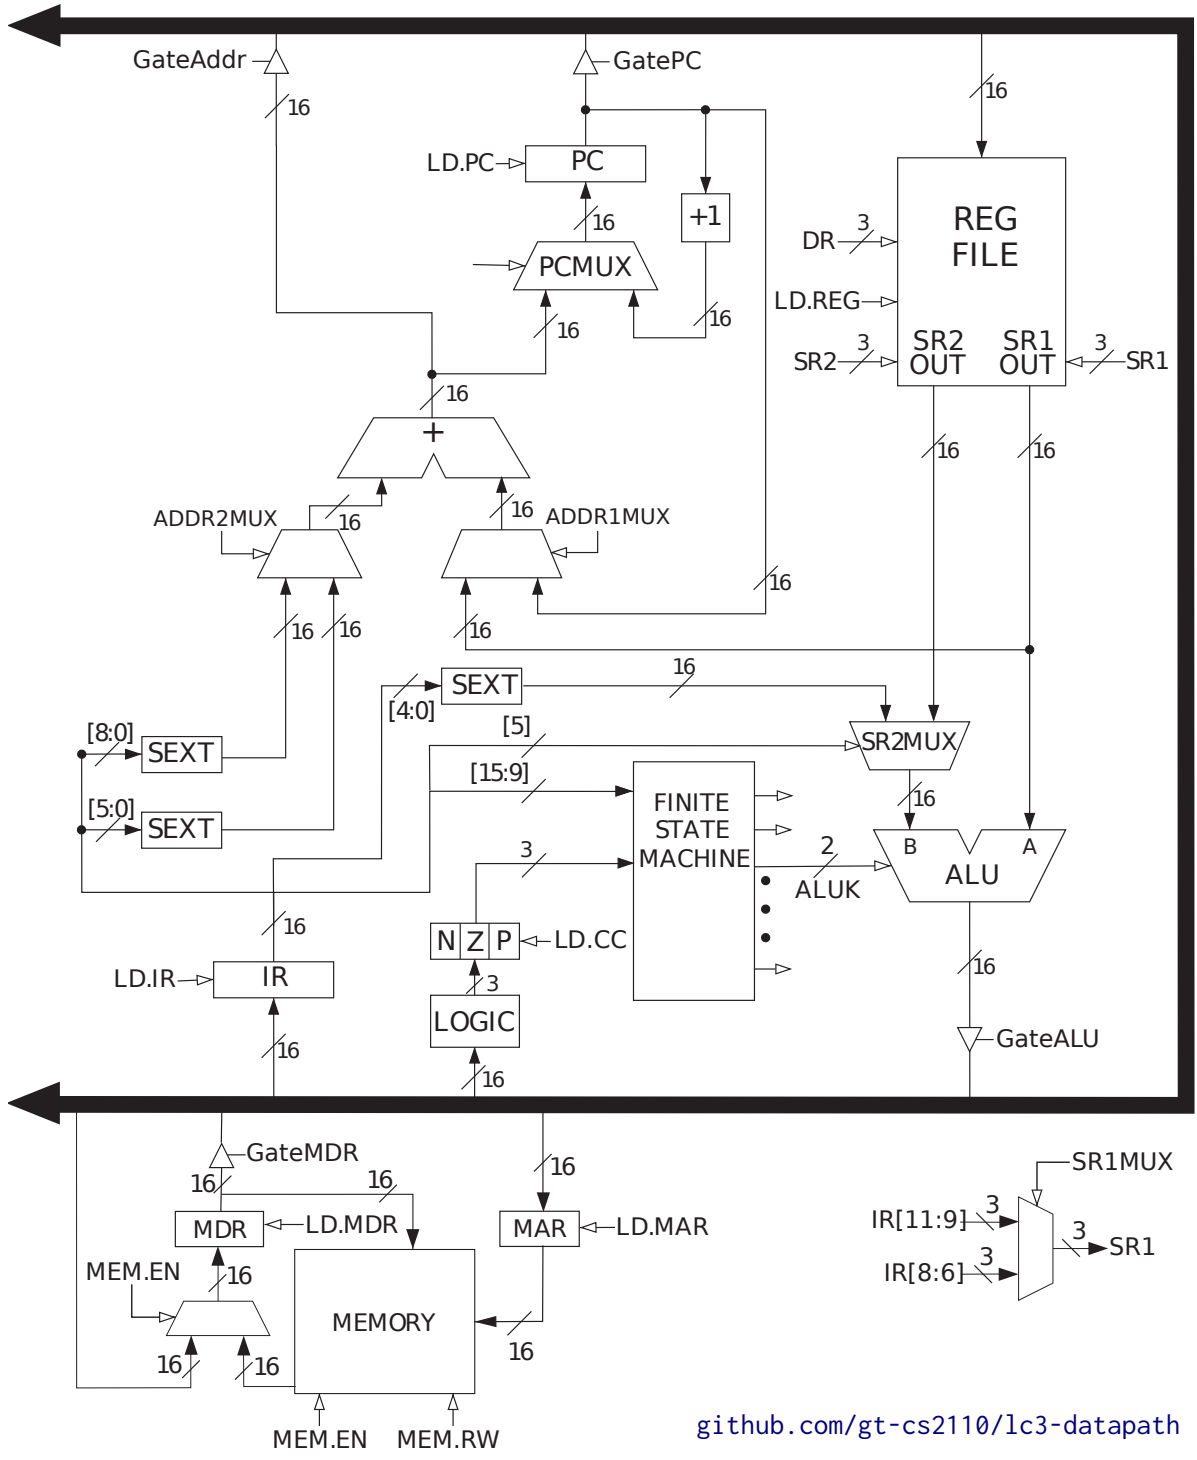 GateAddr
GatePC
16
16
LD.PC
PC
16
+1
PCMUX
16
16
REG
FILE
DR
3
LD.REG
SR2
3
SR2
OUT
SR1
OUT
3
SR1
16
16
16
+
16
16
ADDR2MUX
ADDR1MUX
16
16
16
16
[4:0]
SEXT
16
[8:0]
SEXT
[5]
SR2MUX
[15:9]
[5:0]
SEXT
FINITE
STATE
MACHINE
16
3
2
ALUK
B
A
ALU
16
N
Z
P
LD.CC
LD.IR
IR
3
16
LOGIC
16
16
GateALU
GateMDR
16
16
16
MDR
LD.MDR
MAR
LD.MAR
MEM.EN
16
MEMORY
16
16
16
MEM.EN
MEM.RW
SR1MUX
IR[11:9]
3
3
SR1
IR[8:6]
3
github.com/gt-cs2110/lc3-datapath